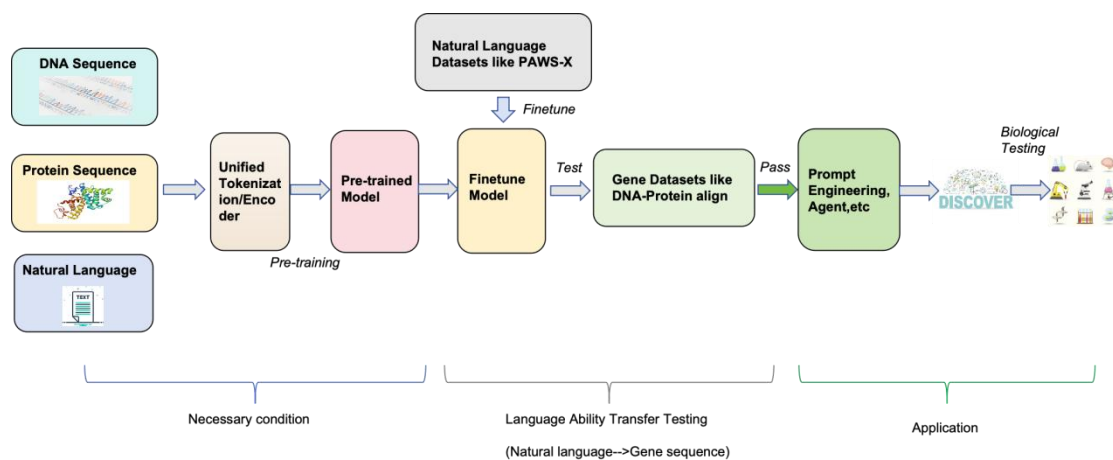 DNA Sequence
Protein Sequence
Natural Language
TEXT
Unified
Tokenizat
ion/Enco
der
Pre-training
Pre-trained
Model
Natural Language
Datasets like PAWS-X
Finetune
Finetune
Model
Test
Gene Datasets like
DNA-Protein align
Pass
Prompt
Engineering,
Agent,etc
DISCOVER
Biological
Testing
Necessary condition
Language Ability Transfer Testing
(Natural language-->Gene sequence)
Application